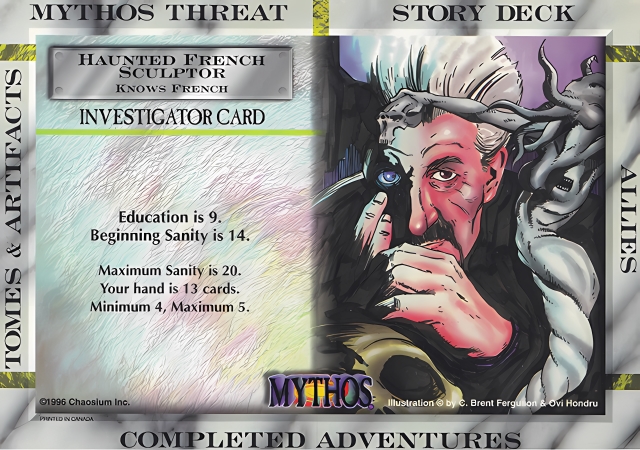 MYTHOS THREAT
STORY DECK
TOMES & ARTIFACTS
HAUNTED FRENCH
SCULPTOR
KNOWS FRENCH
INVESTIGATOR CARD
Education is 9.
Beginning Sanity is 14.
Maximum Sanity is 20.
Your hand is 13 cards.
Minimum 4, Maximum 5.
ALLIES
©1996 Chaosium Inc.
MYTHOS
Illustration © by C. Brent Ferguson & Ovi Hondru
PRINTED IN CANADA
COMPLETED ADVENTURES